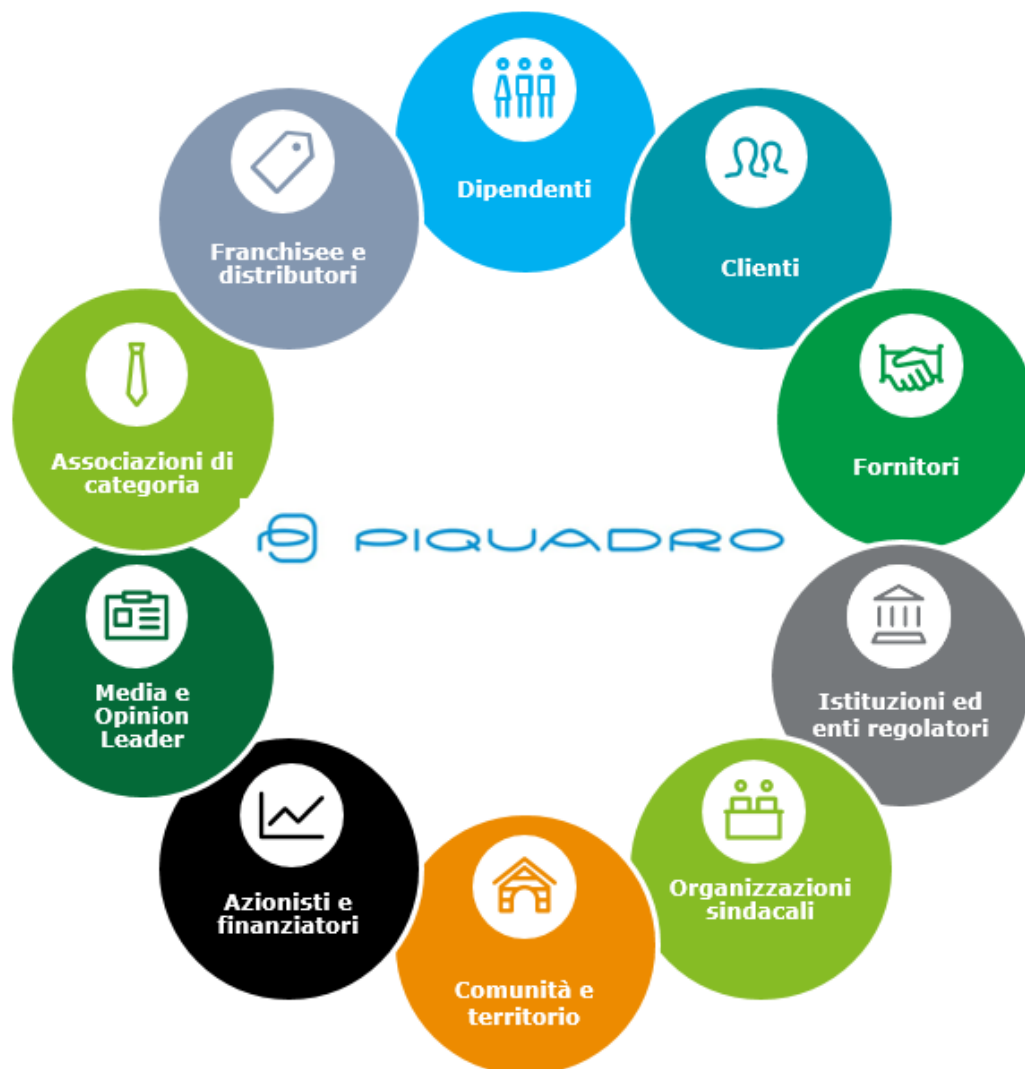 Dipendenti
Clienti
Fornitori
Istituzioni ed
enti regolatori
Organizzazioni
sindacali
Comunità e
territorio
Azionisti e
finanziatori
Media e
Opinion
Leader
Associazioni di
categoria
Franchisee e
distributori
PIQUADRO